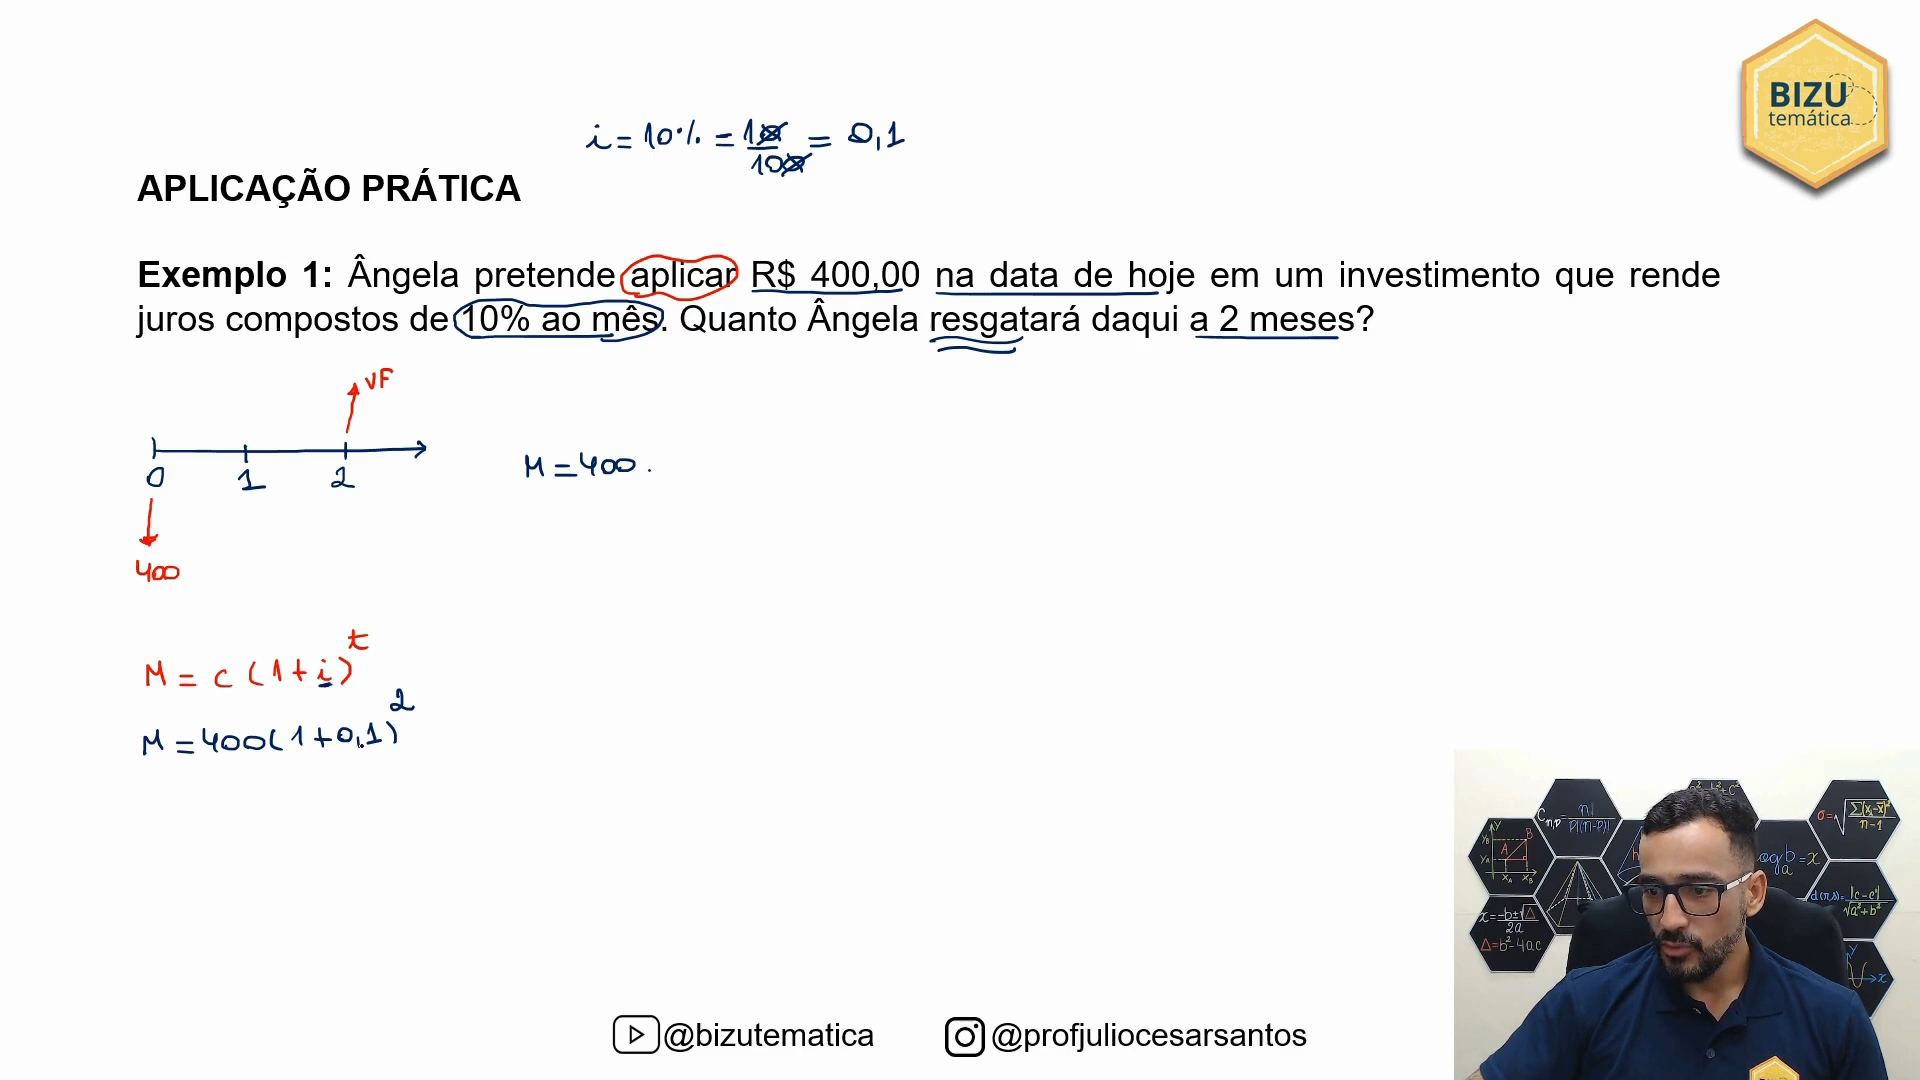 BIZU
temática
i = 10% = 10/100 = 0,1
APLICAÇÃO PRÁTICA
Exemplo 1: Ângela pretende aplicar R$ 400,00 na data de hoje em um investimento que rende
juros compostos de 10% ao mês. Quanto Ângela resgatará daqui a 2 meses?
VF
0 1 2
400
M = 400 .
M = c (1 + i)^t
M = 400 (1 + 0,1)^2
@bizutematica
@profjuliocesarsantos